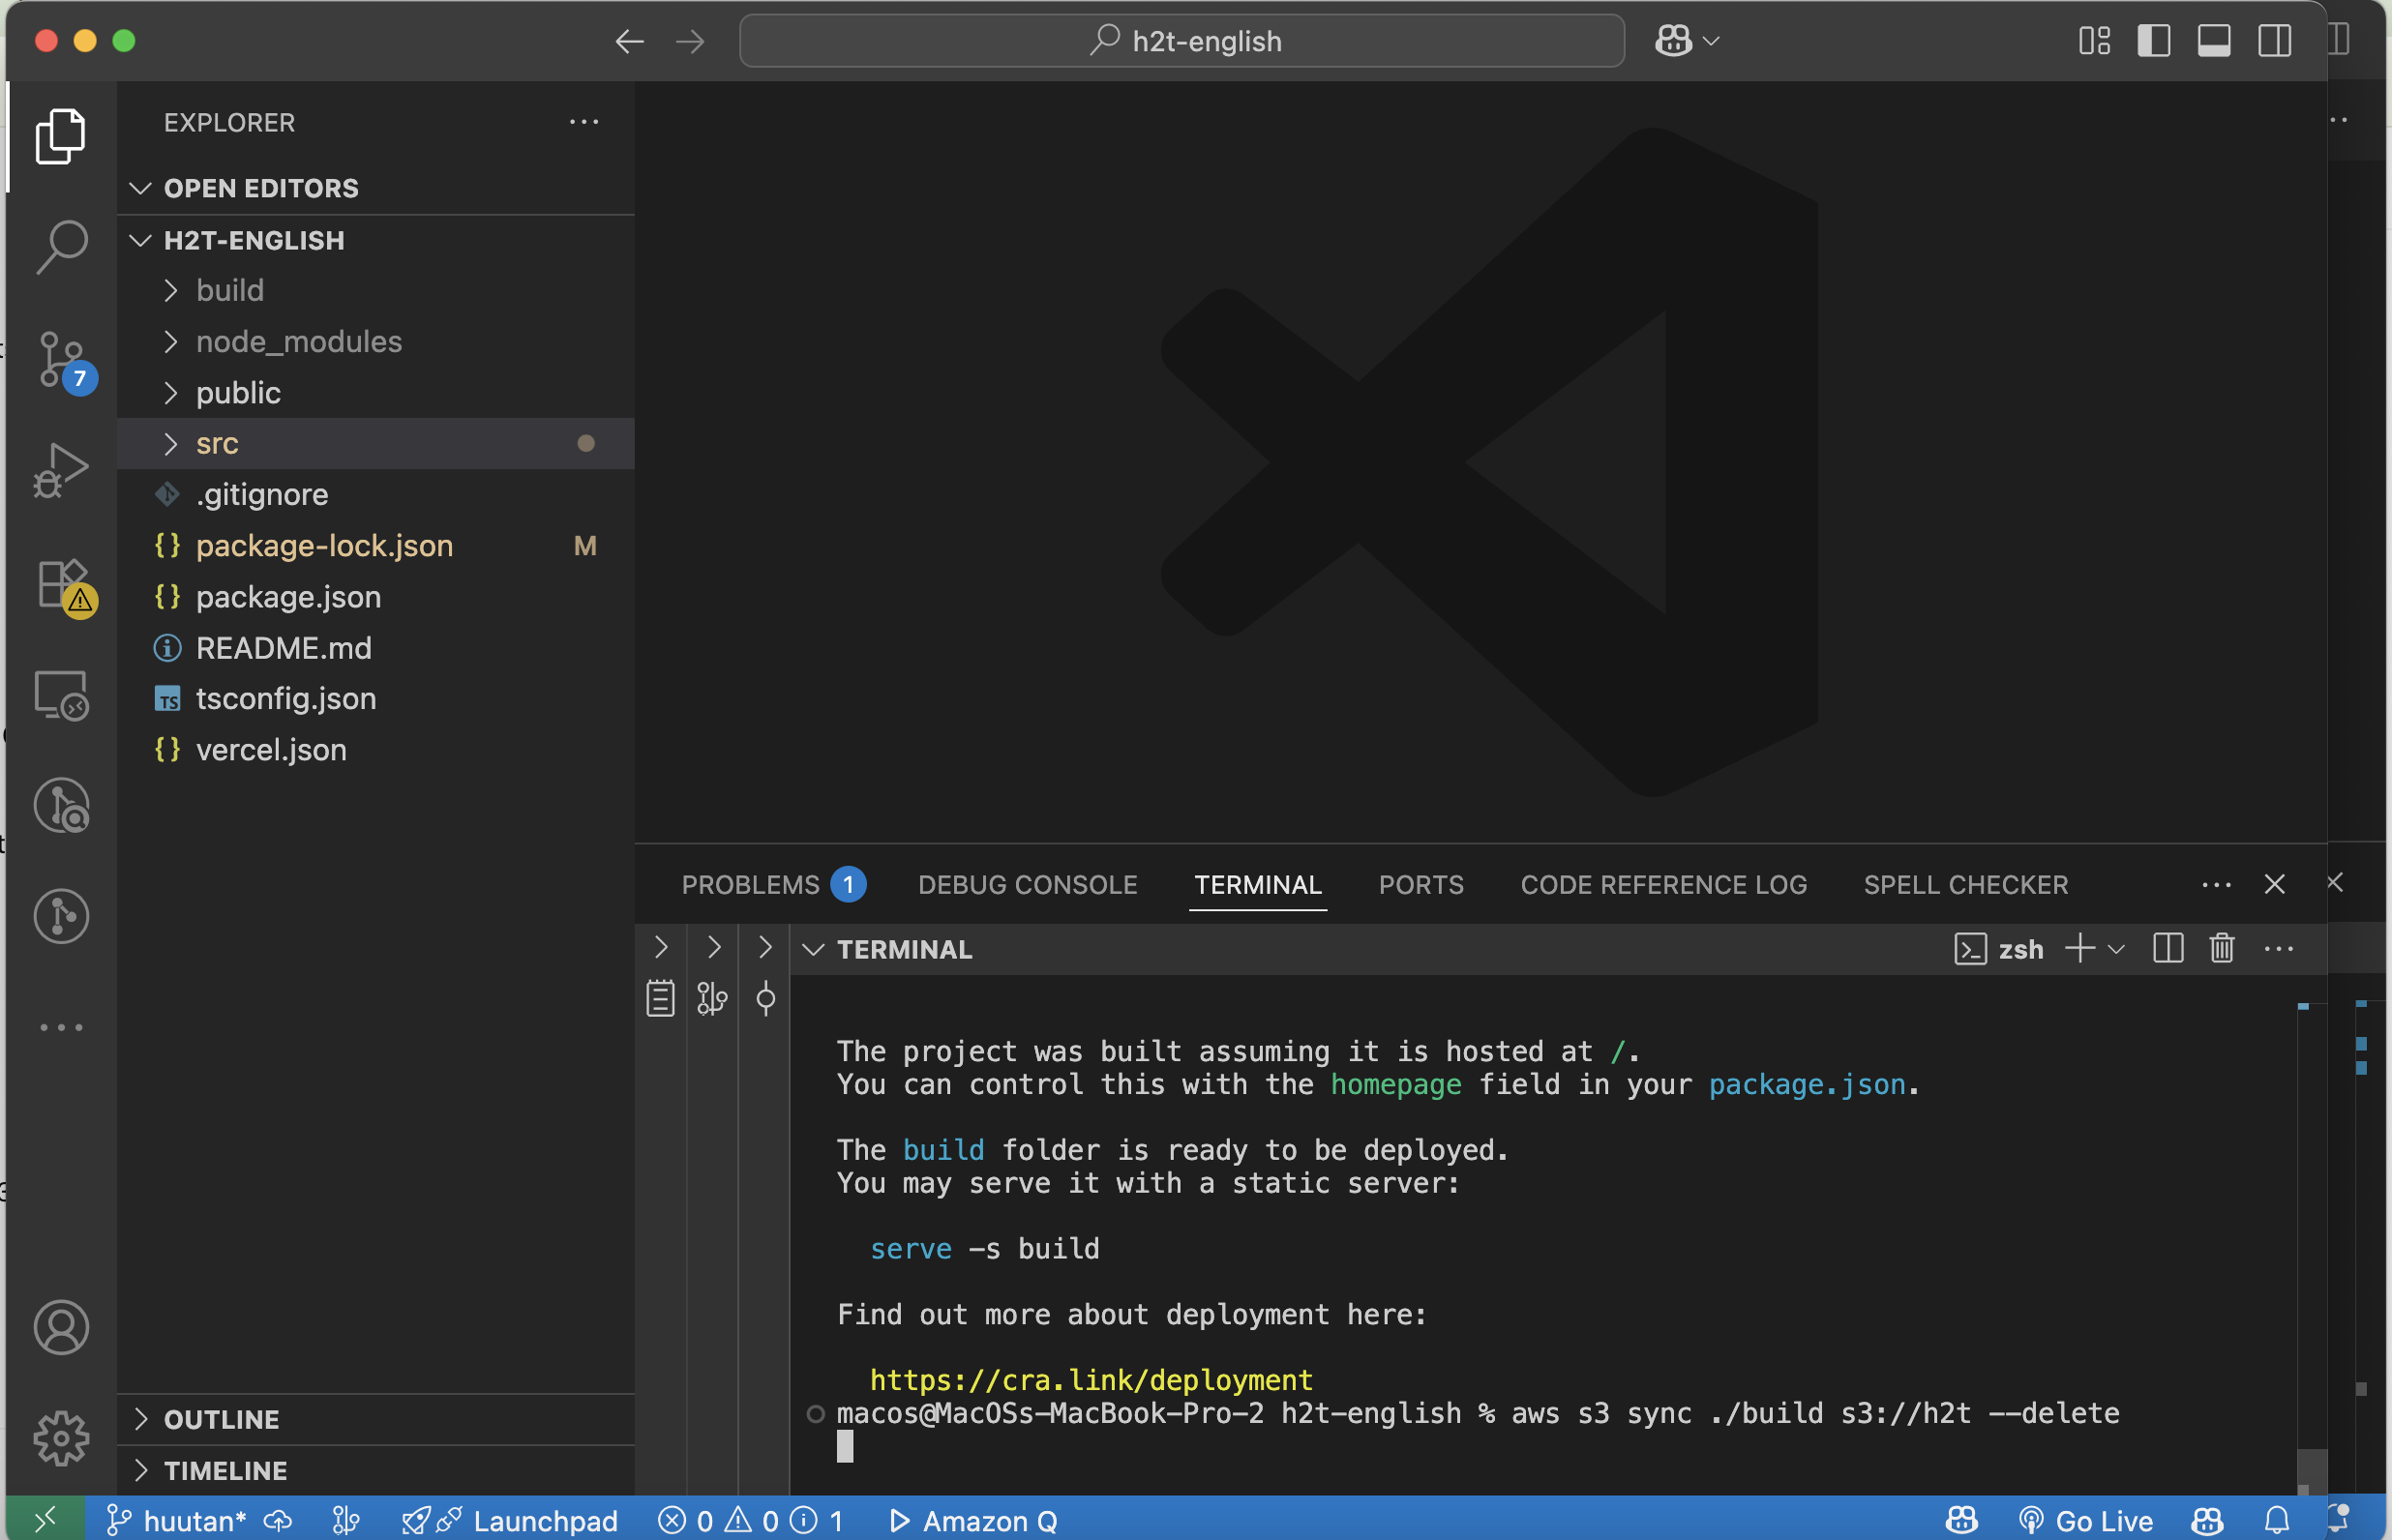 h2t-english
EXPLORER
OPEN EDITORS
H2T-ENGLISH
build
node_modules
public
src
.gitignore
package-lock.json M
package.json
README.md
TS tsconfig.json
vercel.json
7
OUTLINE
TIMELINE
PROBLEMS 1 DEBUG CONSOLE TERMINAL PORTS CODE REFERENCE LOG SPELL CHECKER
TERMINAL zsh
The project was built assuming it is hosted at /.
You can control this with the homepage field in your package.json.
The build folder is ready to be deployed.
You may serve it with a static server:
serve -s build
Find out more about deployment here:
https://cra.link/deployment
macos@MacOSs-MacBook-Pro-2 h2t-english % aws s3 sync ./build s3://h2t --delete
huutan* Launchpad 0 0 1 Amazon Q Go Live